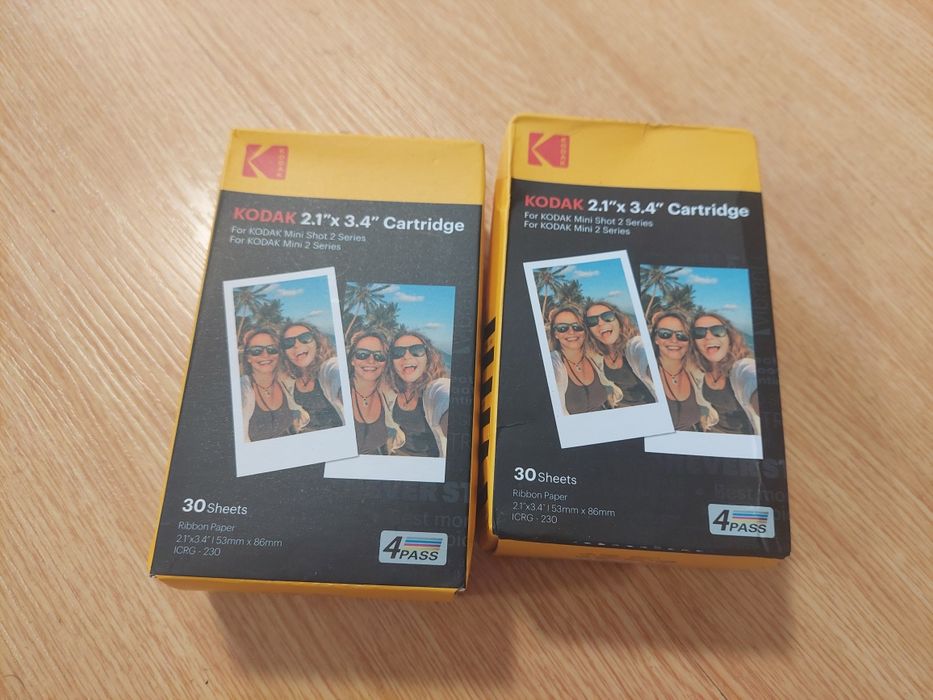 KODAK
KODAK 2.1"x 3.4" Cartridge
For KODAK Mini Shot 2 Series
For KODAK Mini 2 Series
30 Sheets
Ribbon Paper
2.1"x3.4" | 53mm x 86mm
ICRG - 230
4PASS
KODAK
KODAK 2.1"x 3.4" Cartridge
For KODAK Mini Shot 2 Series
For KODAK Mini 2 Series
30 Sheets
Ribbon Paper
2.1"x3.4" | 53mm x 86mm
ICRG - 230
4PASS